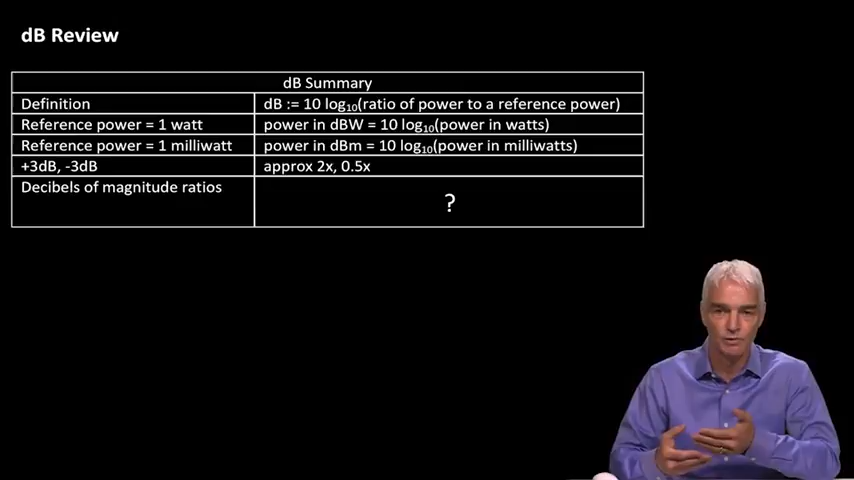 dB Review
dB Summary
Definition
dB := 10 log₁₀(ratio of power to a reference power)
Reference power = 1 watt
power in dBW = 10 log₁₀(power in watts)
Reference power = 1 milliwatt
power in dBm = 10 log₁₀(power in milliwatts)
+3dB, -3dB
approx 2x, 0.5x
Decibels of magnitude ratios
?